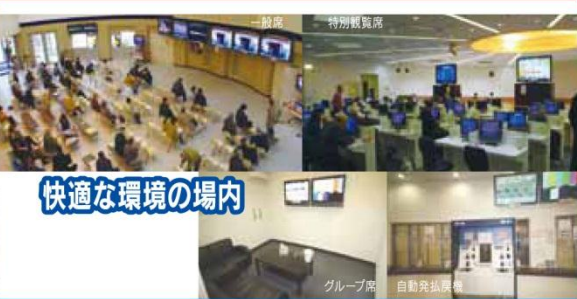 一般席
特別観覧席
快適な環境の場内
グループ席
自動発払戻機